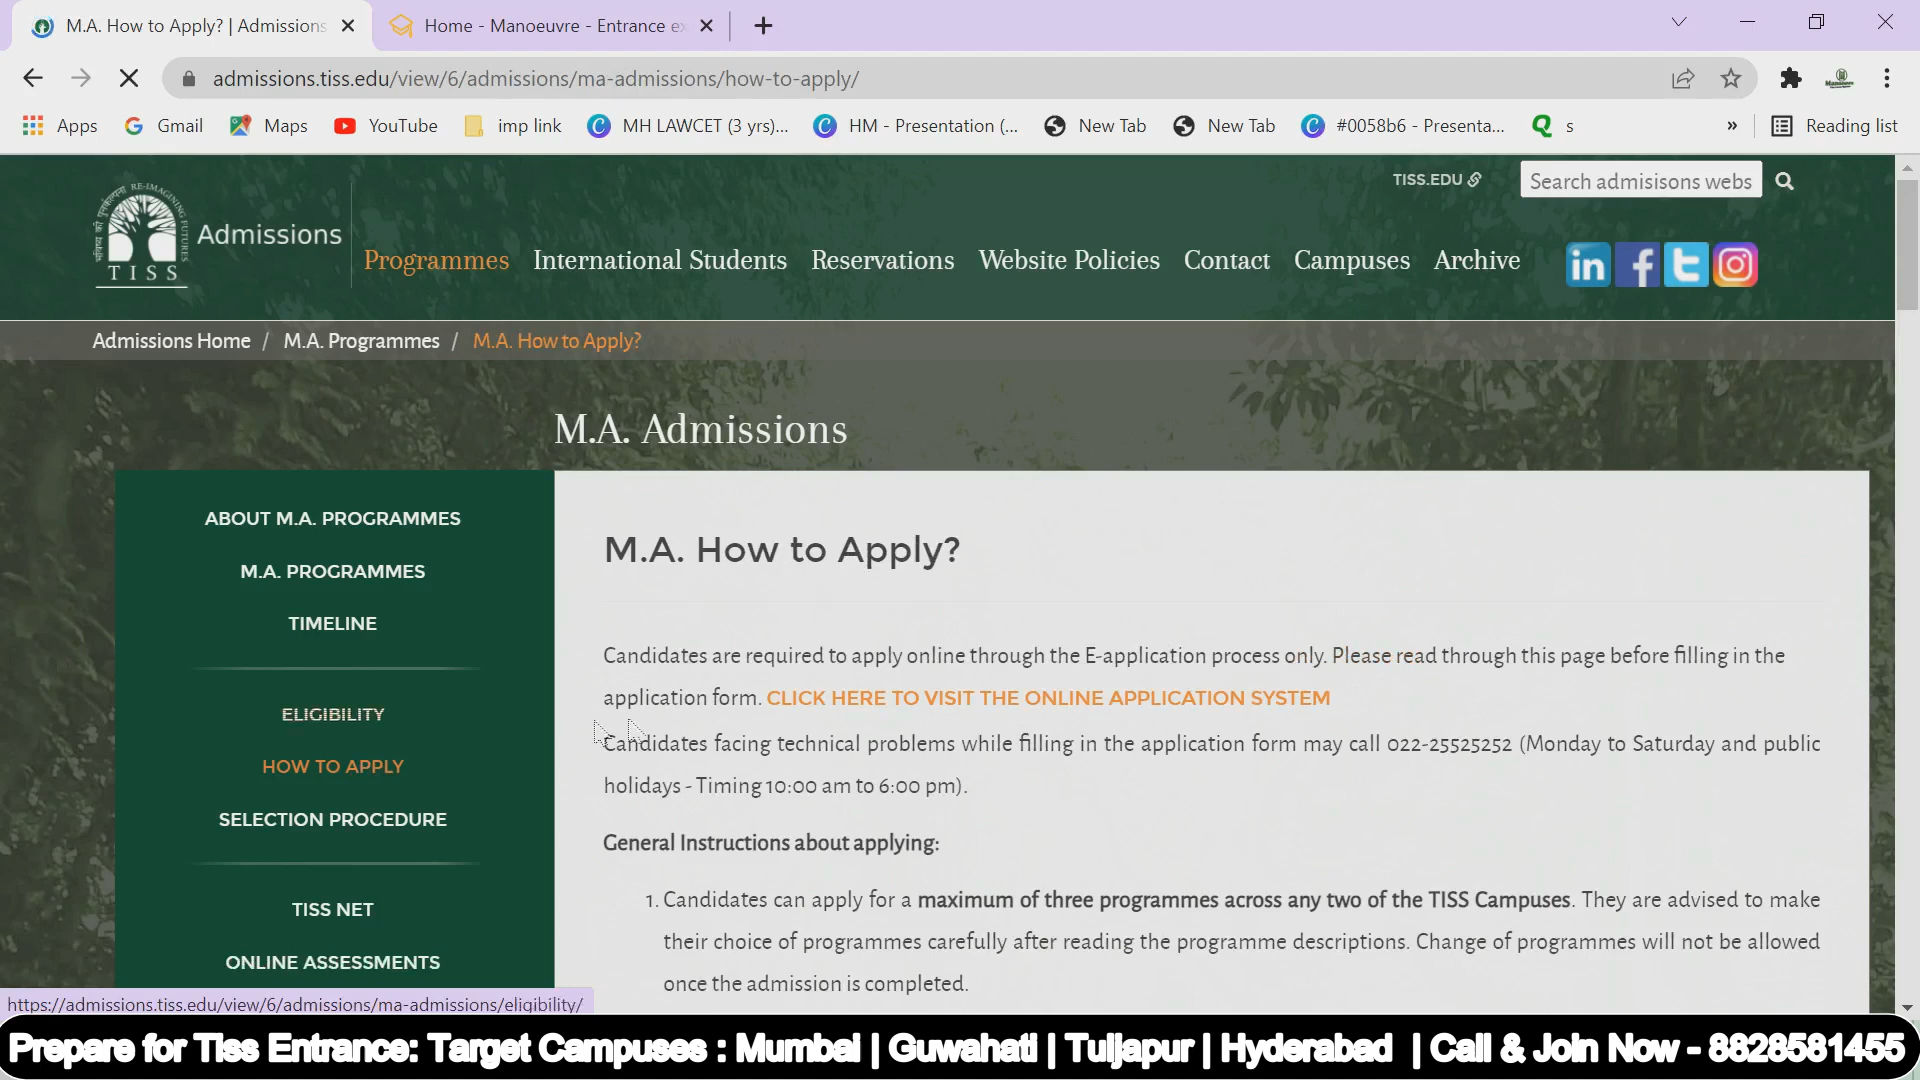 M.A. How to Apply? | Admissions
Home - Manoeuvre - Entrance e
admissions.tiss.edu/view/6/admissions/ma-admissions/how-to-apply/
Apps Gmail Maps YouTube imp link MH LAWCET (3 yrs)... HM - Presentation (... New Tab New Tab #0058b6 - Presenta... s » Reading list
TISS.EDU
Search admisisons webs
RE-IMAGINING FUTURES
TISS
Admissions
Programmes International Students Reservations Website Policies Contact Campuses Archive
Admissions Home / M.A. Programmes / M.A. How to Apply?
M.A. Admissions
ABOUT M.A. PROGRAMMES
M.A. PROGRAMMES
TIMELINE
ELIGIBILITY
HOW TO APPLY
SELECTION PROCEDURE
TISS NET
ONLINE ASSESSMENTS
M.A. How to Apply?
Candidates are required to apply online through the E-application process only. Please read through this page before filling in the
application form. CLICK HERE TO VISIT THE ONLINE APPLICATION SYSTEM
Candidates facing technical problems while filling in the application form may call 022-25525252 (Monday to Saturday and public
holidays - Timing 10:00 am to 6:00 pm).
General Instructions about applying:
1. Candidates can apply for a maximum of three programmes across any two of the TISS Campuses. They are advised to make
their choice of programmes carefully after reading the programme descriptions. Change of programmes will not be allowed
once the admission is completed.
https://admissions.tiss.edu/view/6/admissions/ma-admissions/eligibility/
Prepare for Tiss Entrance: Target Campuses : Mumbai | Guwahati | Tuljapur | Hyderabad | Call & Join Now - 8828581455